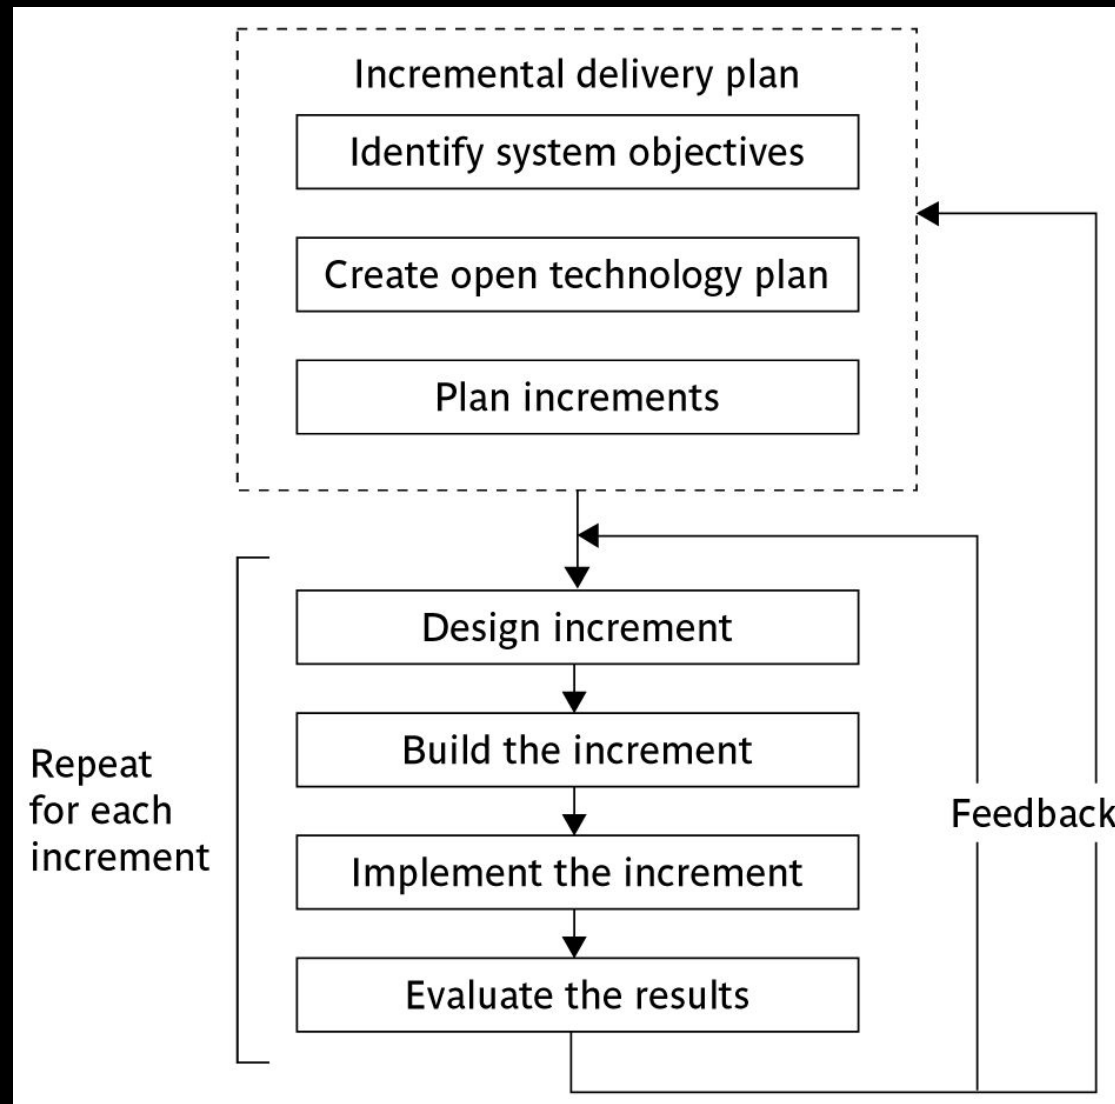 Incremental delivery plan
Identify system objectives
Create open technology plan
Plan increments
Design increment
Build the increment
Repeat
for each
increment
Feedback
Implement the increment
Evaluate the results